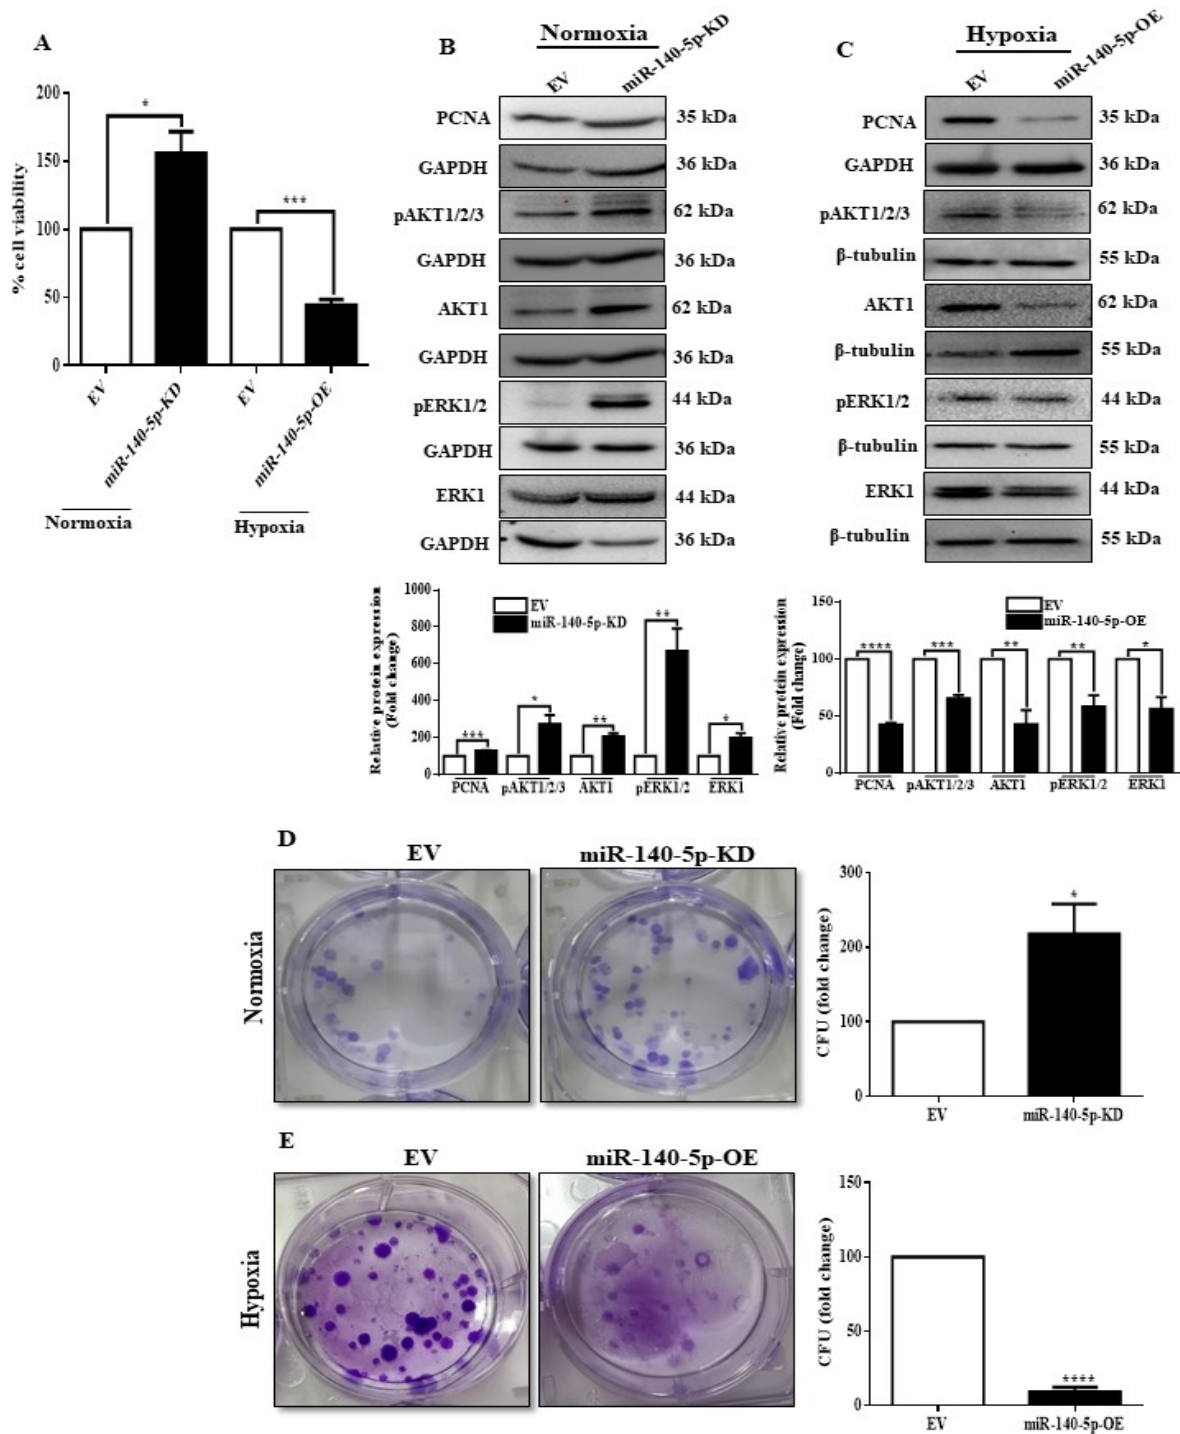 A
200
150
100
50
0
% cell viability
*
***
EV
miR-140-5p-KD
EV
miR-140-5p-OE
Normoxia
Hypoxia
B
Normoxia
EV
miR-140-5p-KD
PCNA 35 kDa
GAPDH 36 kDa
pAKT1/2/3 62 kDa
GAPDH 36 kDa
AKT1 62 kDa
GAPDH 36 kDa
pERK1/2 44 kDa
GAPDH 36 kDa
ERK1 44 kDa
GAPDH 36 kDa
Relative protein expression
(Fold change)
1000
800
600
400
200
0
EV
miR-140-5p-KD
***
*
**
**
*
PCNA pAKT1/2/3 AKT1 pERK1/2 ERK1
C
Hypoxia
EV
miR-140-5p-OE
PCNA 35 kDa
GAPDH 36 kDa
pAKT1/2/3 62 kDa
β-tubulin 55 kDa
AKT1 62 kDa
β-tubulin 55 kDa
pERK1/2 44 kDa
β-tubulin 55 kDa
ERK1 44 kDa
β-tubulin 55 kDa
Relative protein expression
(Fold change)
150
100
50
0
EV
miR-140-5p-OE
****
***
**
**
*
PCNA pAKT1/2/3 AKT1 pERK1/2 ERK1
D
EV
miR-140-5p-KD
Normoxia
CFU (fold change)
300
200
100
0
*
EV
miR-140-5p-KD
E
EV
miR-140-5p-OE
Hypoxia
CFU (fold change)
150
100
50
0
****
EV
miR-140-5p-OE